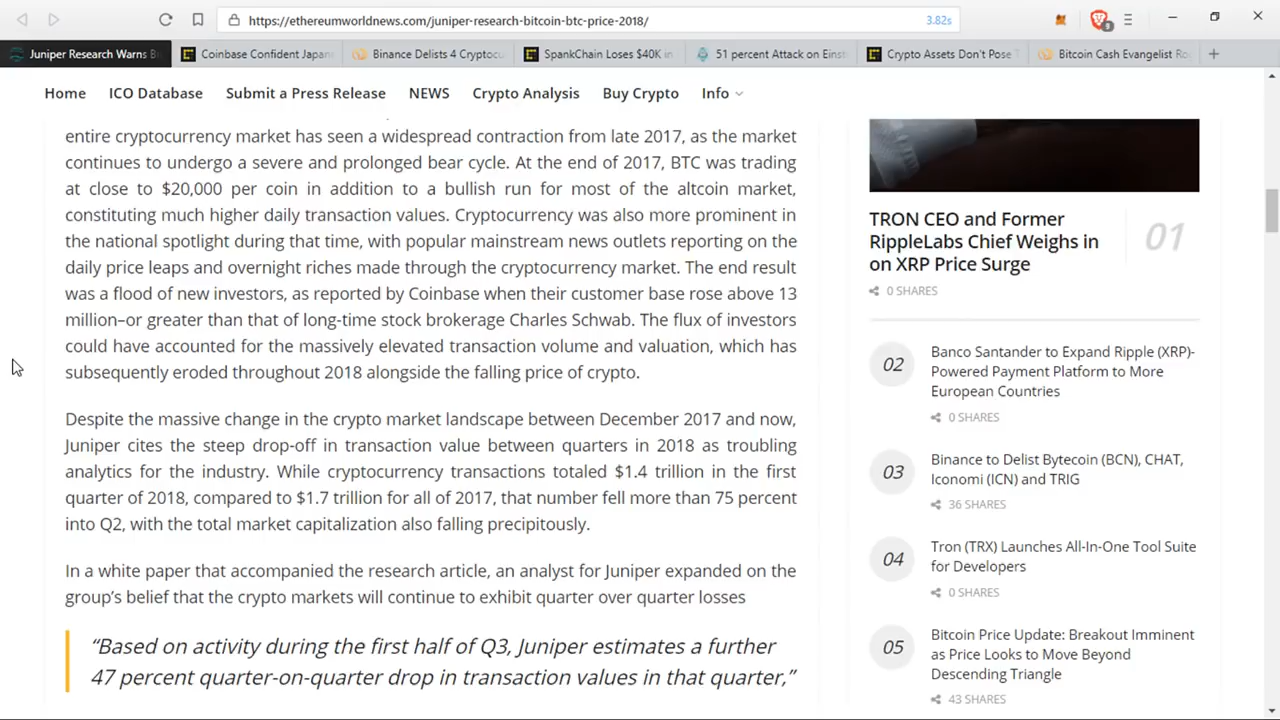 https://ethereumworldnews.com/juniper-research-bitcoin-btc-price-2018/
3.82s
Juniper Research Warns B
Coinbase Confident Japan
Binance Delists 4 Cryptocu
SpankChain Loses $40K in
51 percent Attack on Einst
Crypto Assets Don't Pose T
Bitcoin Cash Evangelist Ro
Home
ICO Database
Submit a Press Release
NEWS
Crypto Analysis
Buy Crypto
Info
entire cryptocurrency market has seen a widespread contraction from late 2017, as the market
continues to undergo a severe and prolonged bear cycle. At the end of 2017, BTC was trading
at close to $20,000 per coin in addition to a bullish run for most of the altcoin market,
constituting much higher daily transaction values. Cryptocurrency was also more prominent in
the national spotlight during that time, with popular mainstream news outlets reporting on the
daily price leaps and overnight riches made through the cryptocurrency market. The end result
was a flood of new investors, as reported by Coinbase when their customer base rose above 13
million–or greater than that of long-time stock brokerage Charles Schwab. The flux of investors
could have accounted for the massively elevated transaction volume and valuation, which has
subsequently eroded throughout 2018 alongside the falling price of crypto.
Despite the massive change in the crypto market landscape between December 2017 and now,
Juniper cites the steep drop-off in transaction value between quarters in 2018 as troubling
analytics for the industry. While cryptocurrency transactions totaled $1.4 trillion in the first
quarter of 2018, compared to $1.7 trillion for all of 2017, that number fell more than 75 percent
into Q2, with the total market capitalization also falling precipitously.
In a white paper that accompanied the research article, an analyst for Juniper expanded on the
group's belief that the crypto markets will continue to exhibit quarter over quarter losses
“Based on activity during the first half of Q3, Juniper estimates a further
47 percent quarter-on-quarter drop in transaction values in that quarter,”
TRON CEO and Former
RippleLabs Chief Weighs in
on XRP Price Surge
01
0 SHARES
02
Banco Santander to Expand Ripple (XRP)-
Powered Payment Platform to More
European Countries
0 SHARES
03
Binance to Delist Bytecoin (BCN), CHAT,
Iconomi (ICN) and TRIG
36 SHARES
04
Tron (TRX) Launches All-In-One Tool Suite
for Developers
0 SHARES
05
Bitcoin Price Update: Breakout Imminent
as Price Looks to Move Beyond
Descending Triangle
43 SHARES